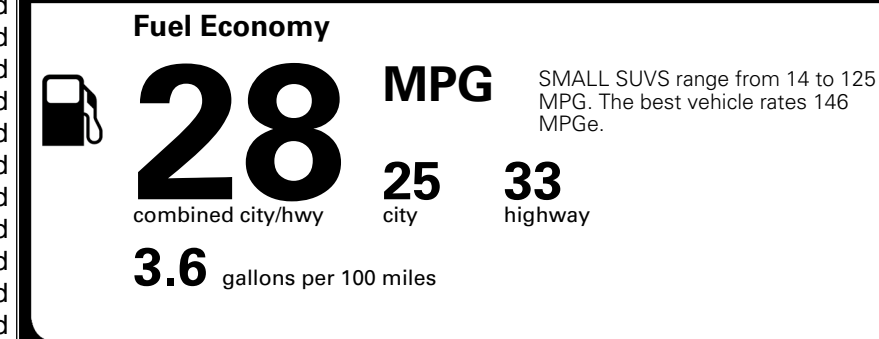 d
d
d
d
d
d
d
d
d
d
d
Fuel Economy
28
MPG
SMALL SUVS range from 14 to 125
MPG. The best vehicle rates 146
MPGe.
25
33
combined city/hwy
city
highway
3.6 gallons per 100 miles